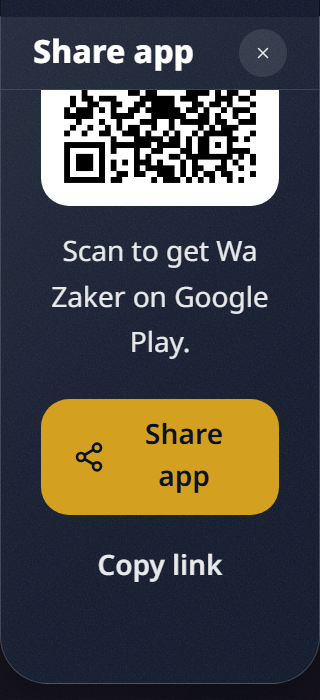 Share app
Scan to get Wa
Zaker on Google
Play.
Share
app
Copy link